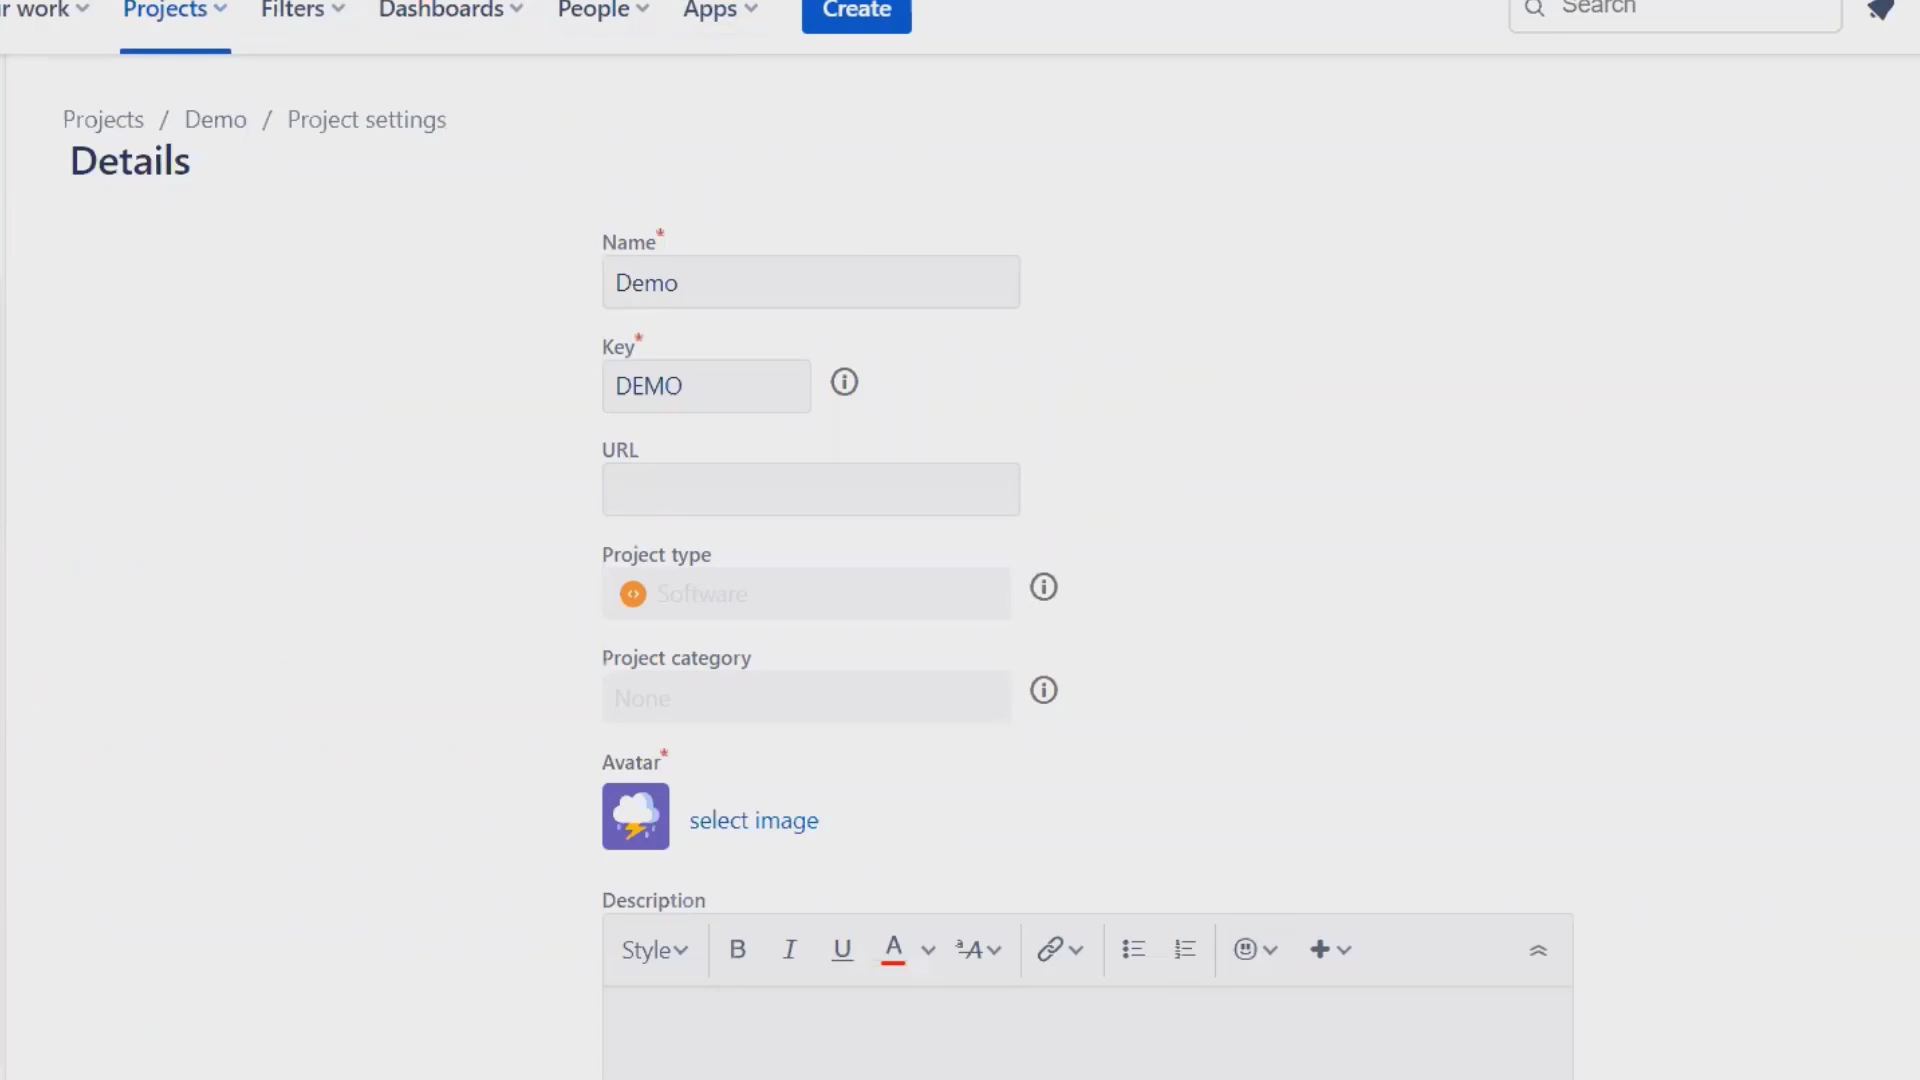 r work Projects Filters Dashboards People Apps Create Search
Projects / Demo / Project settings
Details
Name*
Demo
Key*
DEMO
URL
Project type
Software
Project category
None
Avatar*
select image
Description
Style B I U A ªA